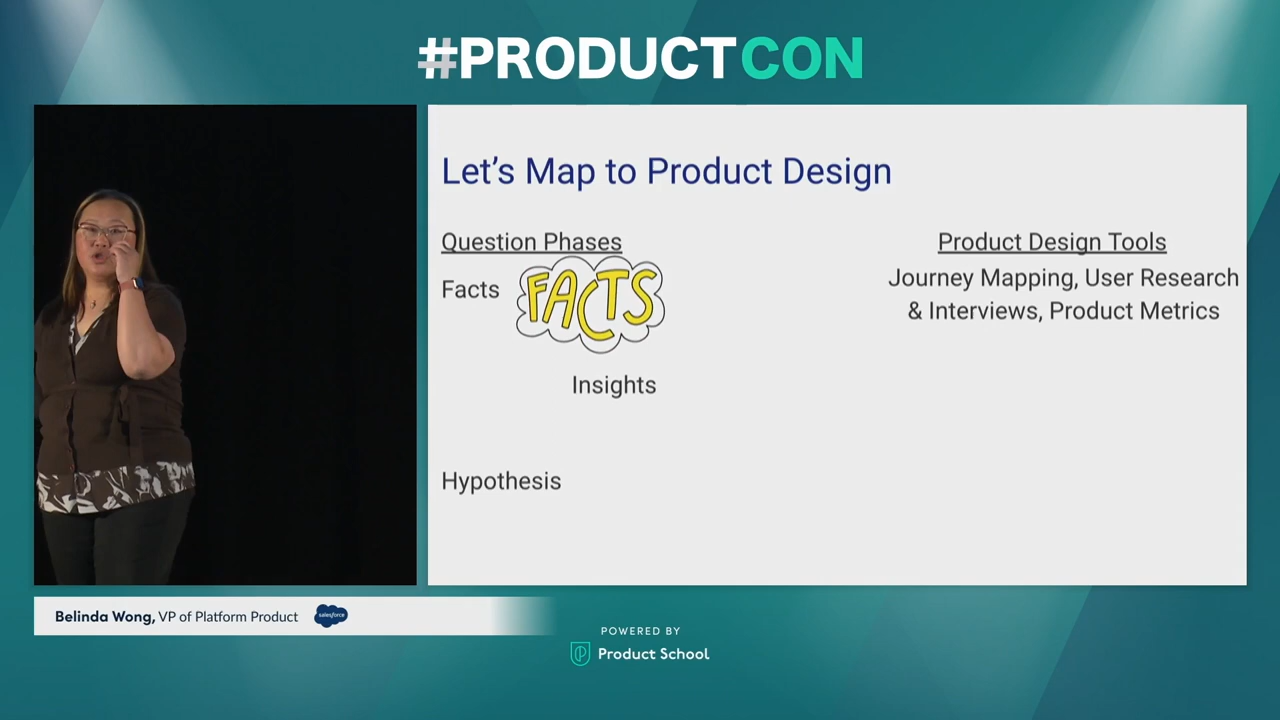 #PRODUCTCON
Let's Map to Product Design
Question Phases
Product Design Tools
Facts
FACTS
Journey Mapping, User Research
& Interviews, Product Metrics
Insights
Hypothesis
Belinda Wong, VP of Platform Product
salesforce
POWERED BY
Product School